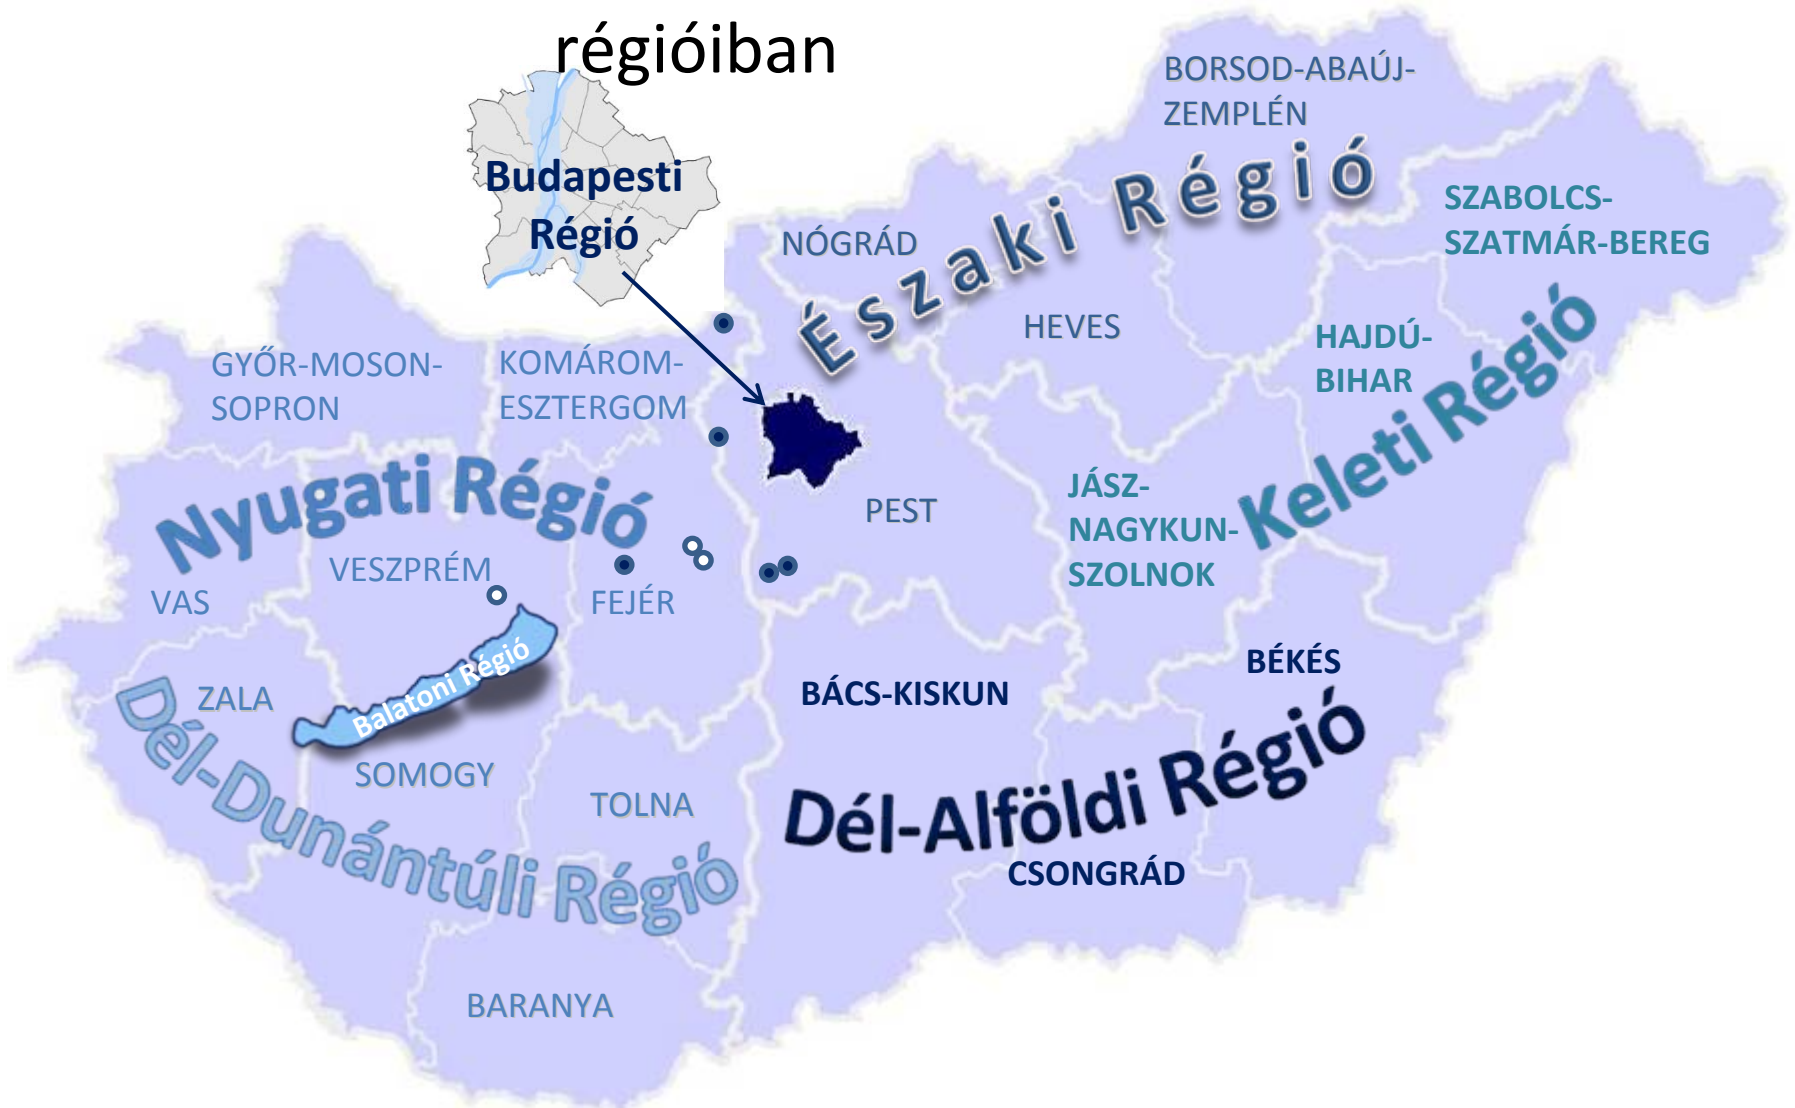 régióiban
BORSOD-ABAÚJ-
ZEMPLÉN
Budapesti
Régió
Északi Régió
SZABOLCS-
SZATMÁR-BEREG
NÓGRÁD
HEVES
HAJDÚ-
BIHAR
GYŐR-MOSON-
SOPRON
KOMÁROM-
ESZTERGOM
Keleti Régió
Nyugati Régió
JÁSZ-
NAGYKUN-
SZOLNOK
PEST
VESZPRÉM
VAS
FEJÉR
Balatoni Régió
BÉKÉS
ZALA
BÁCS-KISKUN
Dél-Dunántúli Régió
SOMOGY
TOLNA
Dél-Alföldi Régió
CSONGRÁD
BARANYA